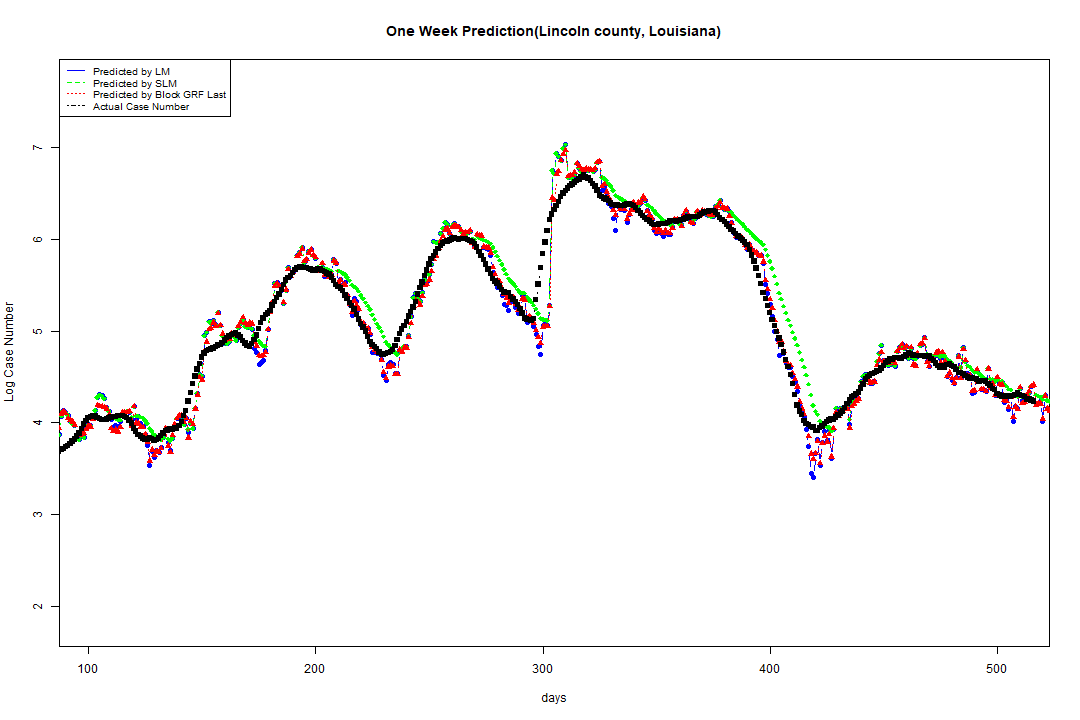 One Week Prediction(Lincoln county, Louisiana)
Predicted by LM
Predicted by SLM
Predicted by Block GRF Last
Actual Case Number
7
6
5
4
3
2
Log Case Number
100 200 300 400 500
days